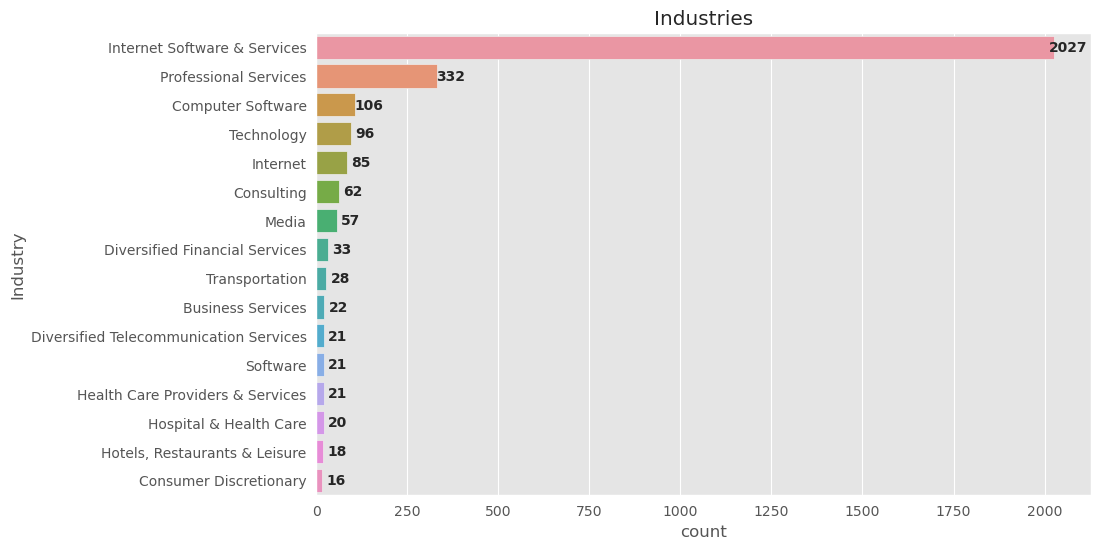 Industries
Internet Software & Services 2027
Professional Services 332
Computer Software 106
Technology 96
Internet 85
Consulting 62
Media 57
Diversified Financial Services 33
Transportation 28
Business Services 22
Diversified Telecommunication Services 21
Software 21
Health Care Providers & Services 21
Hospital & Health Care 20
Hotels, Restaurants & Leisure 18
Consumer Discretionary 16
Industry
0 250 500 750 1000 1250 1500 1750 2000
count